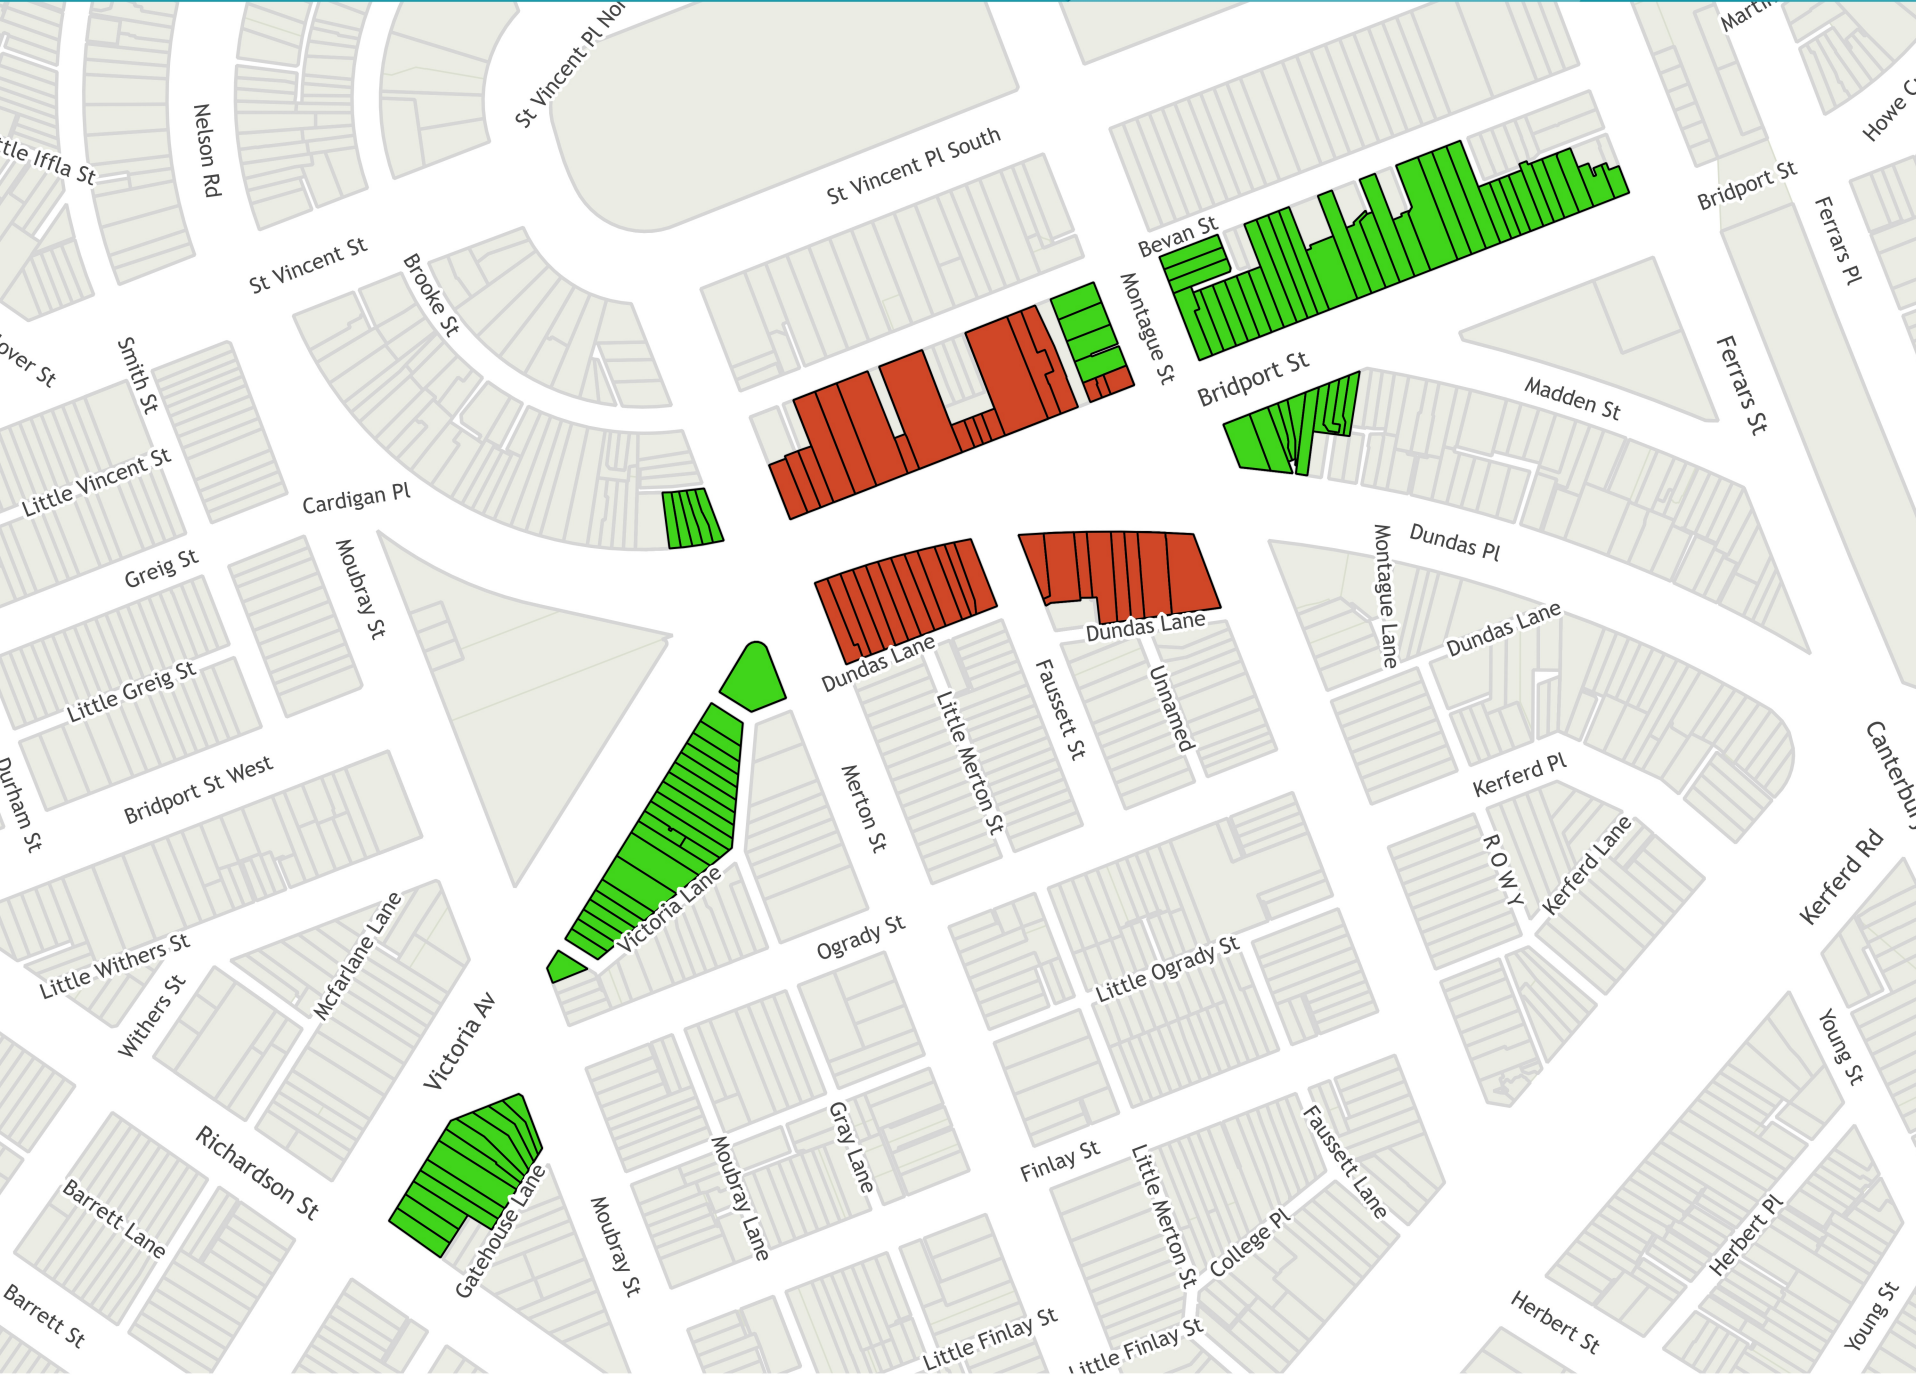 St Vincent Pl Nor
Martin
Howe C
Nelson Rd
ttle Iffla St
St Vincent Pl South
Bridport St
Ferrars Pl
Bevan St
St Vincent St
Brooke St
Montague St
Smith St
over St
Bridport St
Ferrars St
Madden St
Little Vincent St
Cardigan Pl
Greig St
Moubray St
Montague Lane
Dundas Pl
Dundas Lane
Dundas Lane
Dundas Lane
Little Greig St
Faussett St
Unnamed
Little Merton St
Merton St
Durham St
Bridport St West
Kerferd Pl
Canterbury
R O W Y
Kerferd Lane
Kerferd Rd
Victoria Lane
Mcfarlane Lane
Ogrady St
Little Withers St
Little Ogrady St
Withers St
Victoria Av
Young St
Richardson St
Gray Lane
Moubray Lane
Faussett Lane
Finlay St
Little Merton St
Barrett Lane
Gatehouse Lane
Moubray St
College Pl
Herbert Pl
Barrett St
Herbert St
Young St
Little Finlay St
Little Finlay St